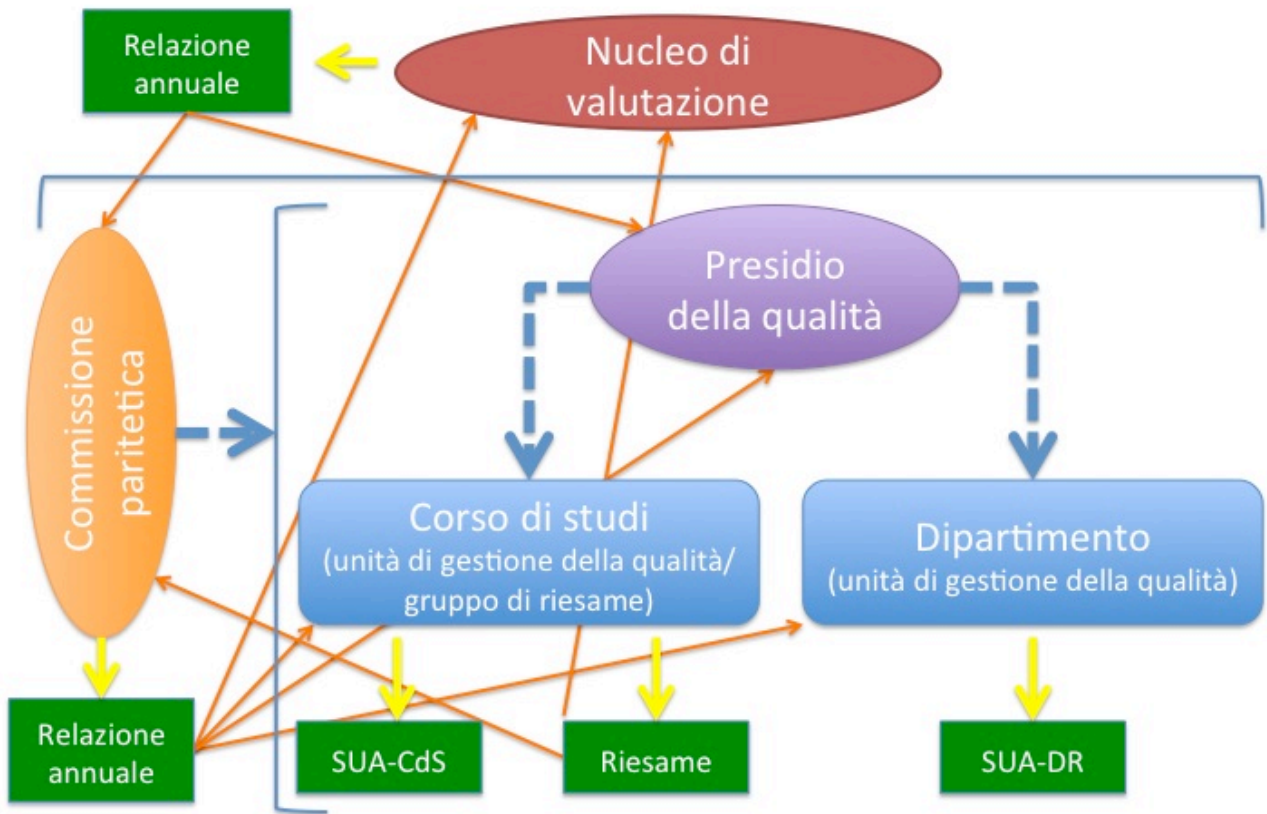 Relazione
annuale
Nucleo di
valutazione
Presidio
della qualità
Commissione
paritetica
Corso di studi
(unità di gestione della qualità/
gruppo di riesame)
Dipartimento
(unità di gestione della qualità)
Relazione
annuale
SUA-CdS
Riesame
SUA-DR